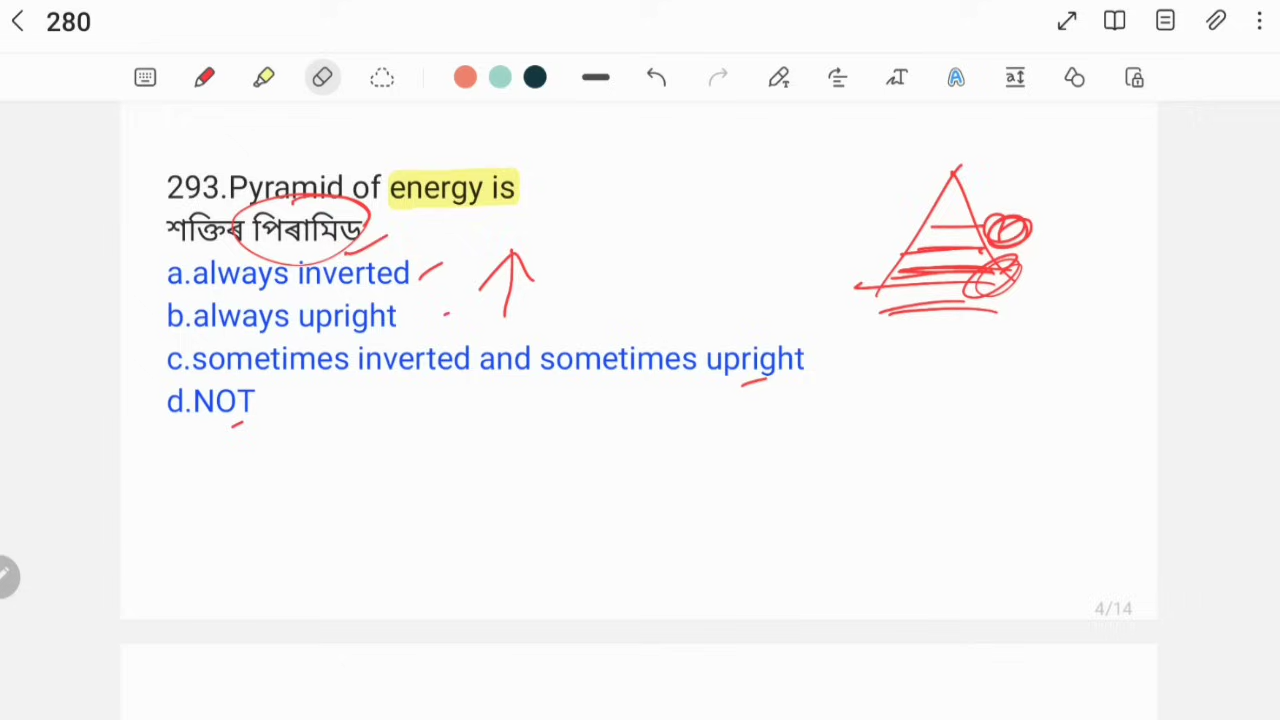 280
293.Pyramid of energy is
শক্তিৰ পিৰামিড
a.always inverted
b.always upright
c.sometimes inverted and sometimes upright
d.NOT
4/14